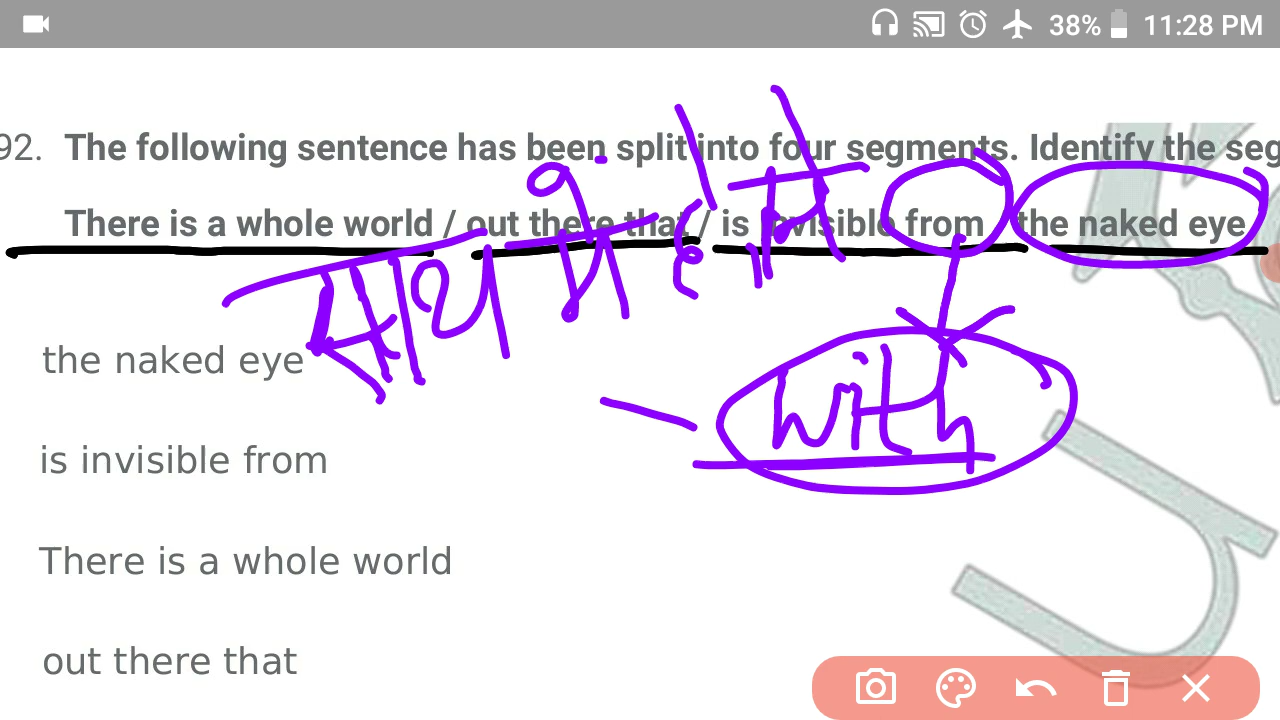 38% 11:28 PM
92. The following sentence has been split into four segments. Identify the seg
There is a whole world / out there that / is invisible from / the naked eye
the naked eye
is invisible from
with
There is a whole world
out there that